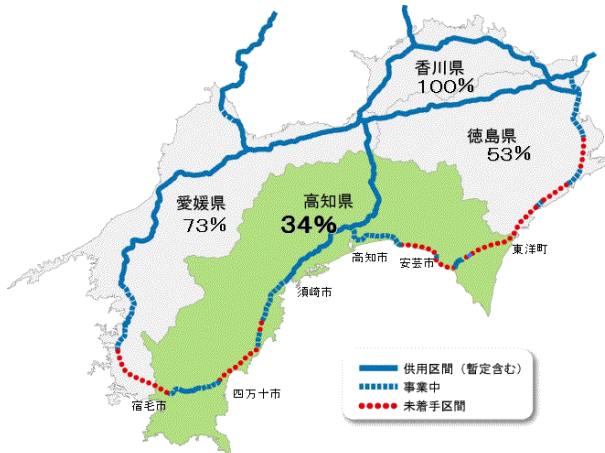 香川県
100%
徳島県
53%
愛媛県
73%
高知県
34%
高知市
安芸市
東洋町
須崎市
四万十市
宿毛市
供用区間（暫定含む）
事業中
未着手区間